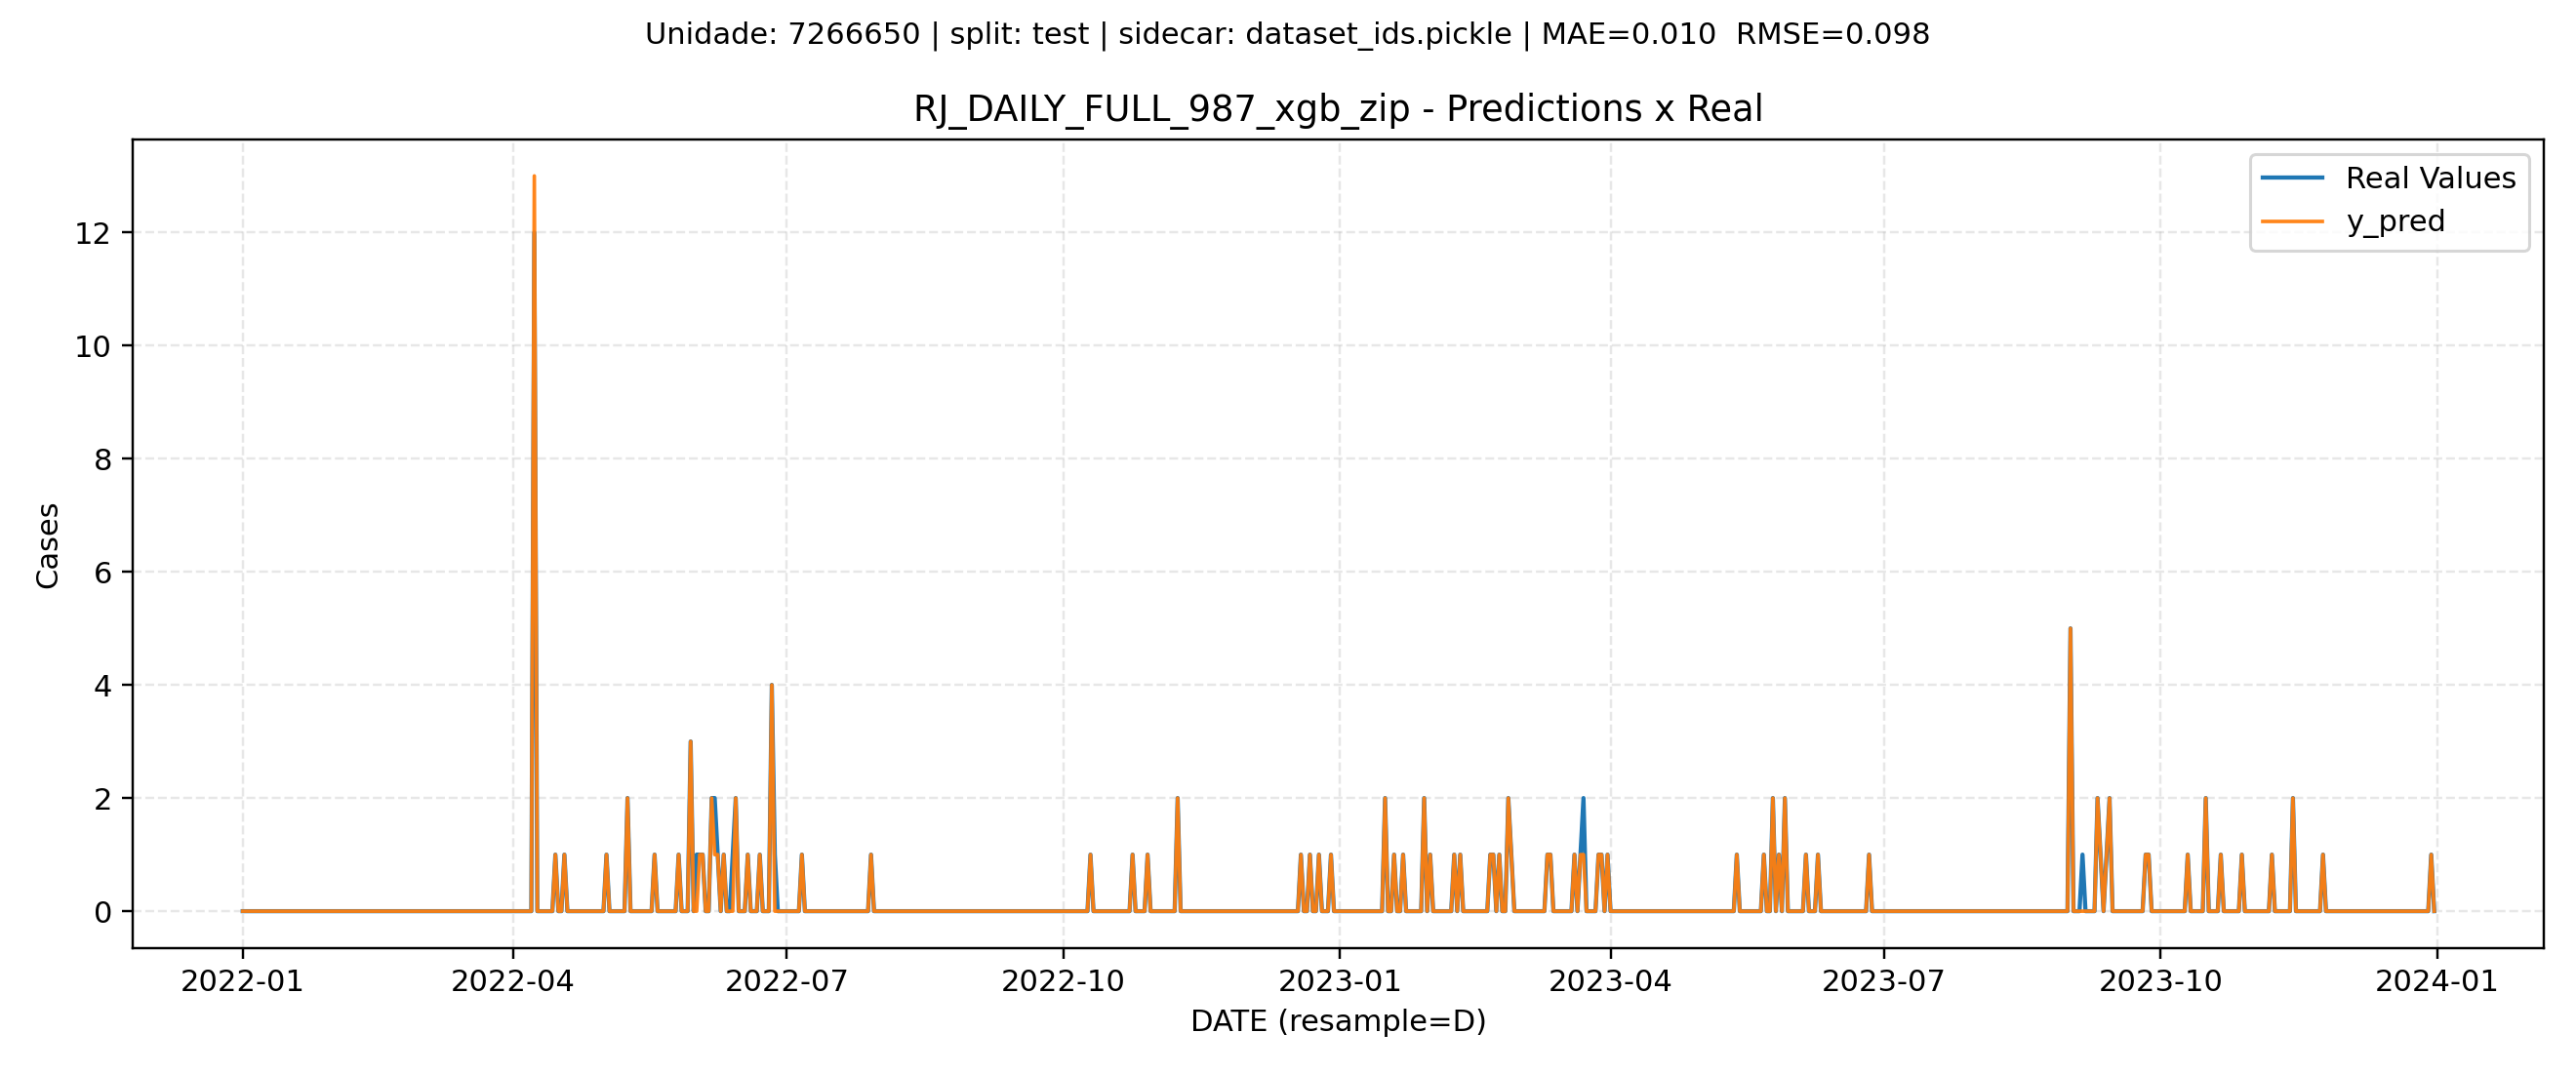 Unidade: 7266650 | split: test | sidecar: dataset_ids.pickle | MAE=0.010  RMSE=0.098
RJ_DAILY_FULL_987_xgb_zip - Predictions x Real
Real Values
y_pred
12
10
8
6
4
2
0
Cases
2022-01
2022-04
2022-07
2022-10
2023-01
2023-04
2023-07
2023-10
2024-01
DATE (resample=D)